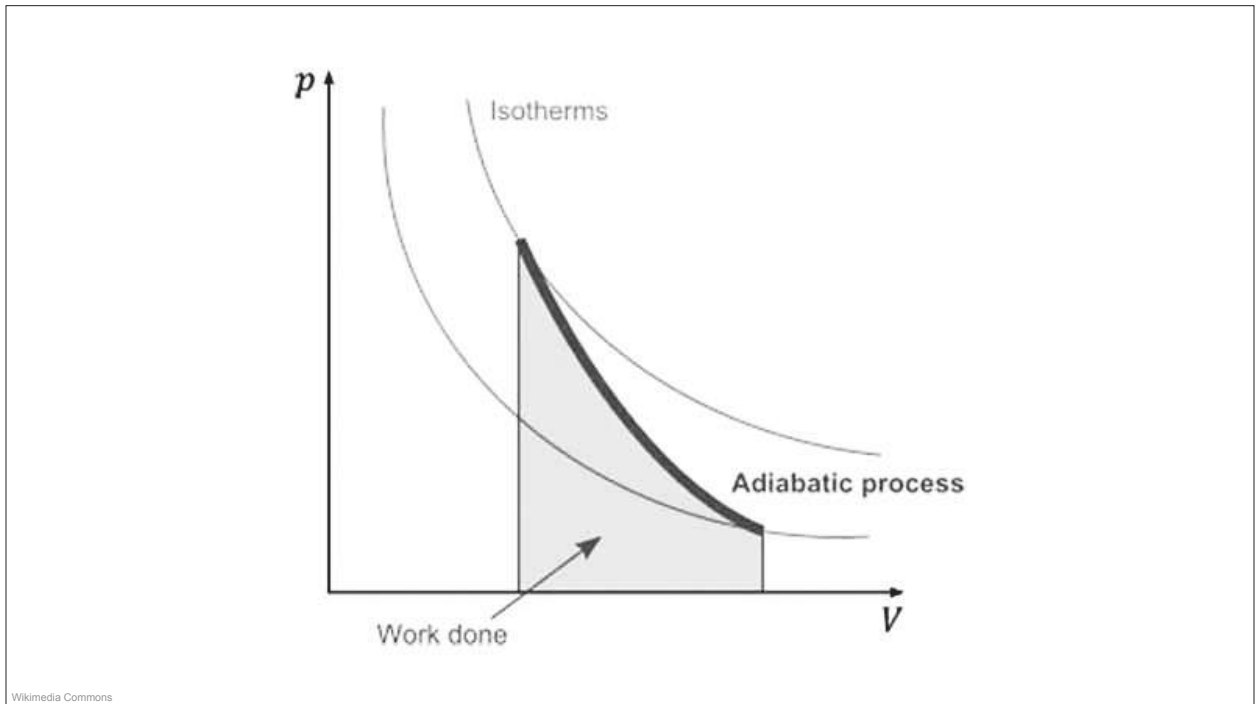 p
Isotherms
Adiabatic process
V
Work done
Wikimedia Commons